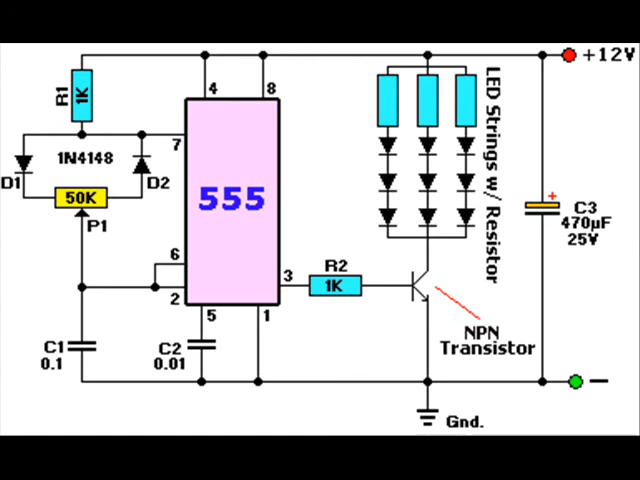 +12V
R1
1K
4
8
7
1N4148
D1
D2
50K
P1
555
LED Strings w/ Resistor
+
C3
470µF
25V
6
2
3
R2
1K
5
1
NPN
Transistor
C1
0.1
C2
0.01
Gnd.